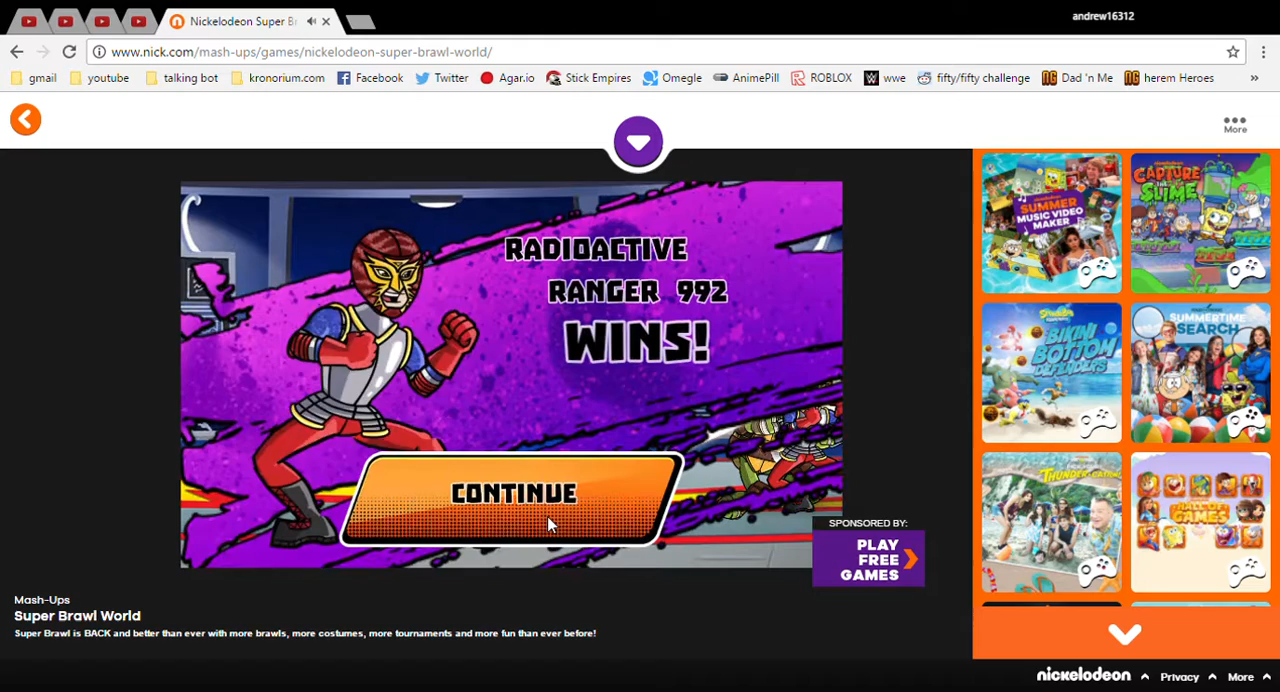 Nickelodeon Super Br
andrew16312
www.nick.com/mash-ups/games/nickelodeon-super-brawl-world/
gmail
youtube
talking bot
kronorium.com
Facebook
Twitter
Agar.io
Stick Empires
Omegle
AnimePill
ROBLOX
wwe
fifty/fifty challenge
Dad 'n Me
herem Heroes
»
More
RADIOACTIVE
RANGER 992
WINS!
CONTINUE
SUMMER
MUSIC VIDEO
MAKER
CAPTURE
THE
SLIME
BIKINI
BOTTOM
DEFENDERS
SUMMERTIME
SEARCH
HALL OF
GAMES
SPONSORED BY:
PLAY
FREE
GAMES
Mash-Ups
Super Brawl World
Super Brawl is BACK and better than ever with more brawls, more costumes, more tournaments and more fun than ever before!
nickelodeon
Privacy
More